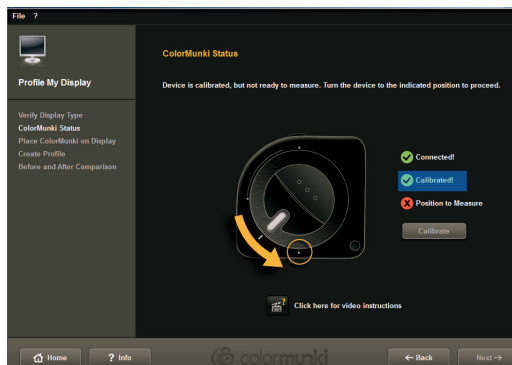 File ?
ColorMunki Status
Profile My Display
Device is calibrated, but not ready to measure. Turn the device to the indicated position to proceed.
Verify Display Type
ColorMunki Status
Place ColorMunki on Display
Create Profile
Before and After Comparison
Connected!
Calibrated!
Position to Measure
Calibrate
? Click here for video instructions
Home
? Info
colormunki
← Back
Next →